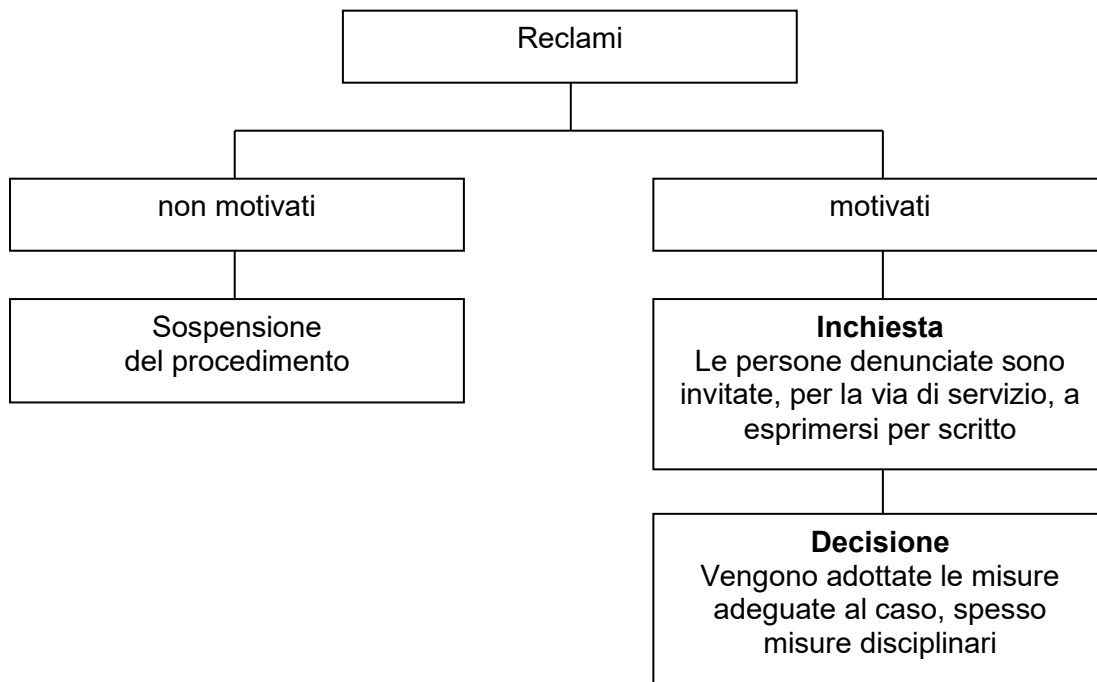 Reclami
non motivati
motivati
Sospensione
del procedimento
Inchiesta
Le persone denunciate sono
invitate, per la via di servizio, a
esprimersi per scritto
Decisione
Vengono adottate le misure
adeguate al caso, spesso
misure disciplinari